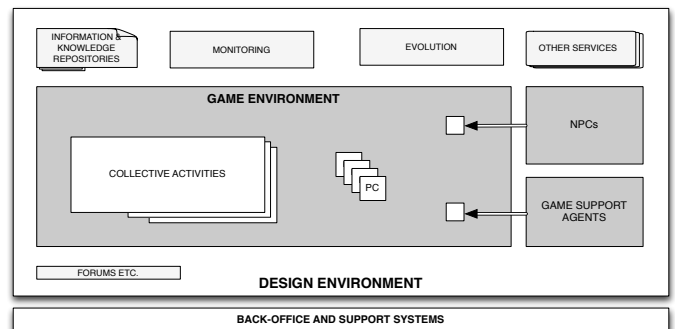 INFORMATION &
KNOWLEDGE
REPOSITORIES
MONITORING
EVOLUTION
OTHER SERVICES
GAME ENVIRONMENT
NPCs
COLLECTIVE ACTIVITIES
PC
GAME SUPPORT
AGENTS
FORUMS ETC.
DESIGN ENVIRONMENT
BACK-OFFICE AND SUPPORT SYSTEMS